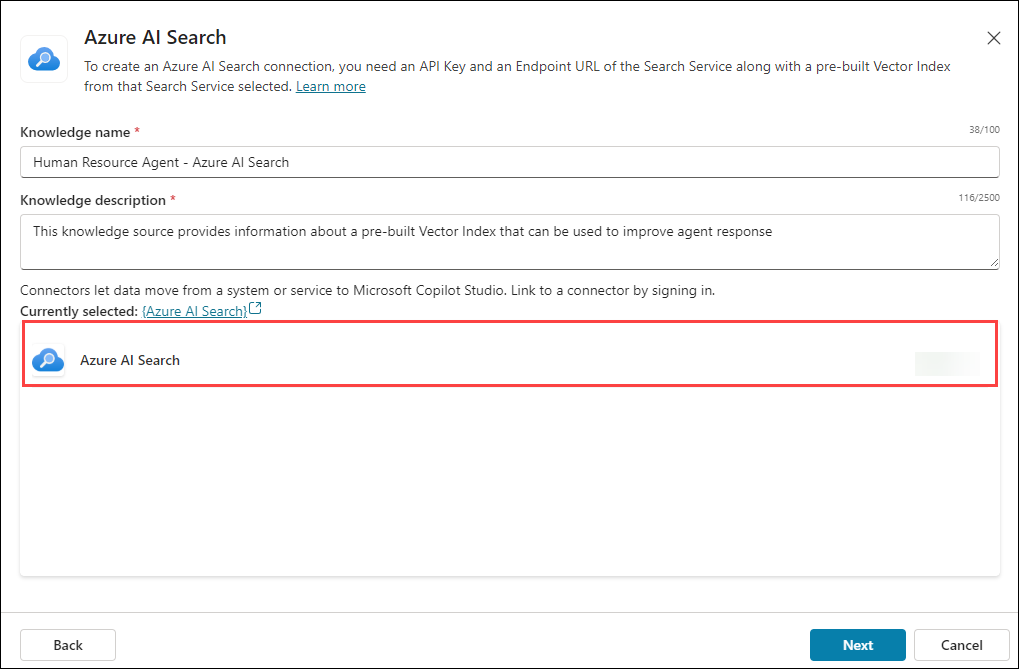 Azure AI Search
To create an Azure AI Search connection, you need an API Key and an Endpoint URL of the Search Service along with a pre-built Vector Index
from that Search Service selected. Learn more
Knowledge name *
38/100
Human Resource Agent - Azure AI Search
Knowledge description *
116/2500
This knowledge source provides information about a pre-built Vector Index that can be used to improve agent response
Connectors let data move from a system or service to Microsoft Copilot Studio. Link to a connector by signing in.
Currently selected: {Azure AI Search}
Azure AI Search
Back
Next
Cancel